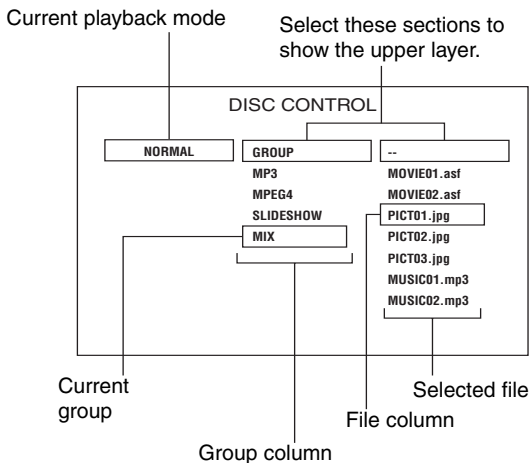 Current playback mode
Select these sections to
show the upper layer.
DISC CONTROL
NORMAL
GROUP
--
MP3
MOVIE01.asf
MPEG4
MOVIE02.asf
SLIDESHOW
PICT01.jpg
MIX
PICT02.jpg
PICT03.jpg
MUSIC01.mp3
MUSIC02.mp3
Current
group
Selected file
File column
Group column